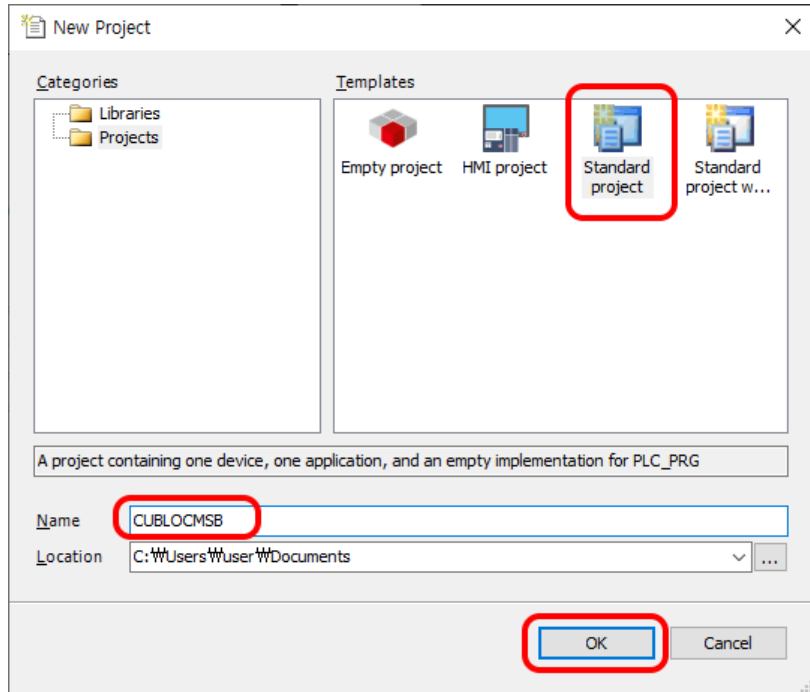 New Project
Categories
Libraries
Projects
Templates
Empty project
HMI project
Standard
project
Standard
project w...
A project containing one device, one application, and an empty implementation for PLC_PRG
Name
CUBLOCMSB
Location
C:₩Users₩user₩Documents
...
OK
Cancel